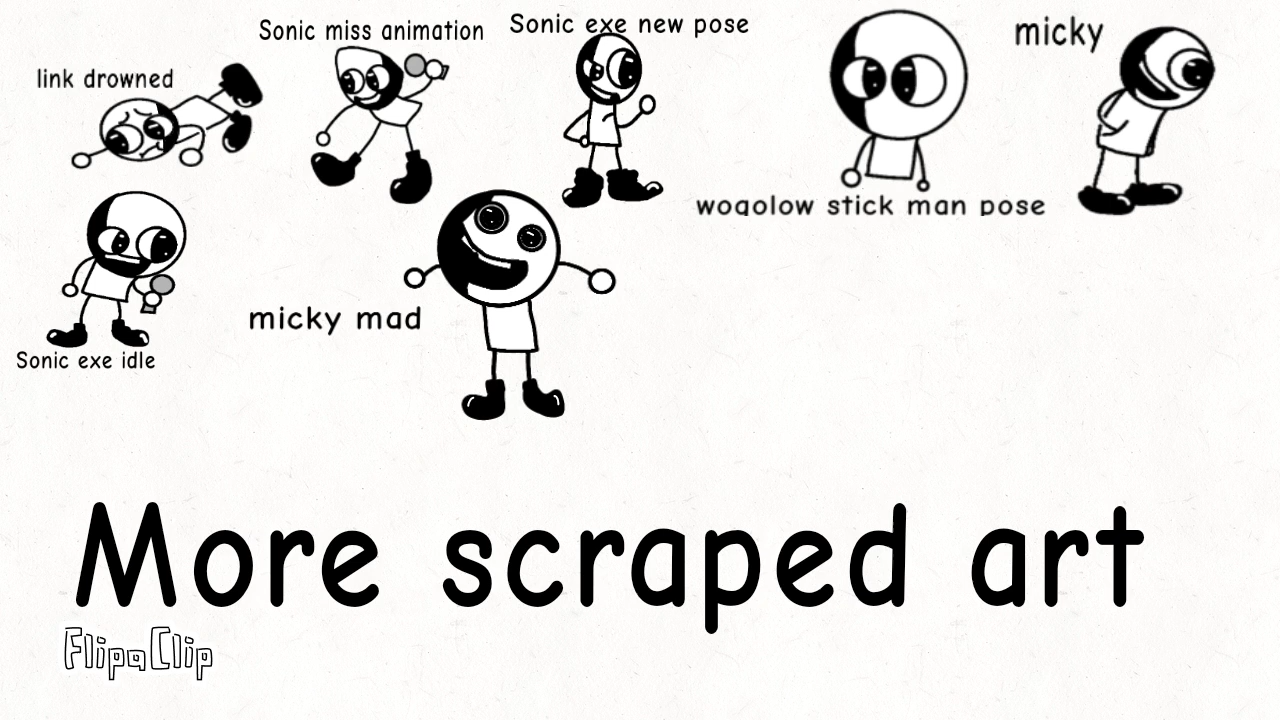 Sonic miss animation
Sonic exe new pose
micky
link drowned
wogolow stick man pose
micky mad
Sonic exe idle
More scraped art
FlipaClip